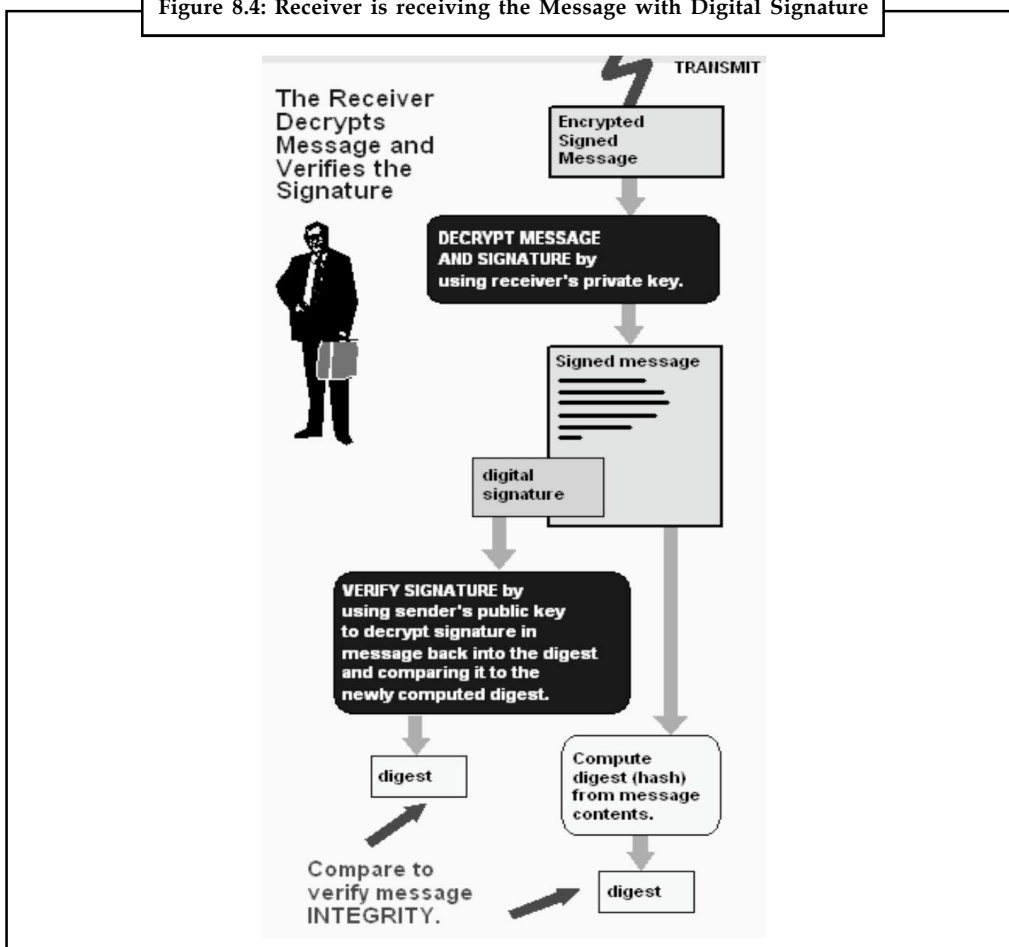 Figure 8.4: Receiver is receiving the Message with Digital Signature
TRANSMIT
The Receiver
Decrypts
Message and
Verifies the
Signature
Encrypted
Signed
Message
DECRYPT MESSAGE
AND SIGNATURE by
using receiver's private key.
Signed message
digital
signature
VERIFY SIGNATURE by
using sender's public key
to decrypt signature in
message back into the digest
and comparing it to the
newly computed digest.
digest
Compute
digest (hash)
from message
contents.
Compare to
verify message
INTEGRITY.
digest